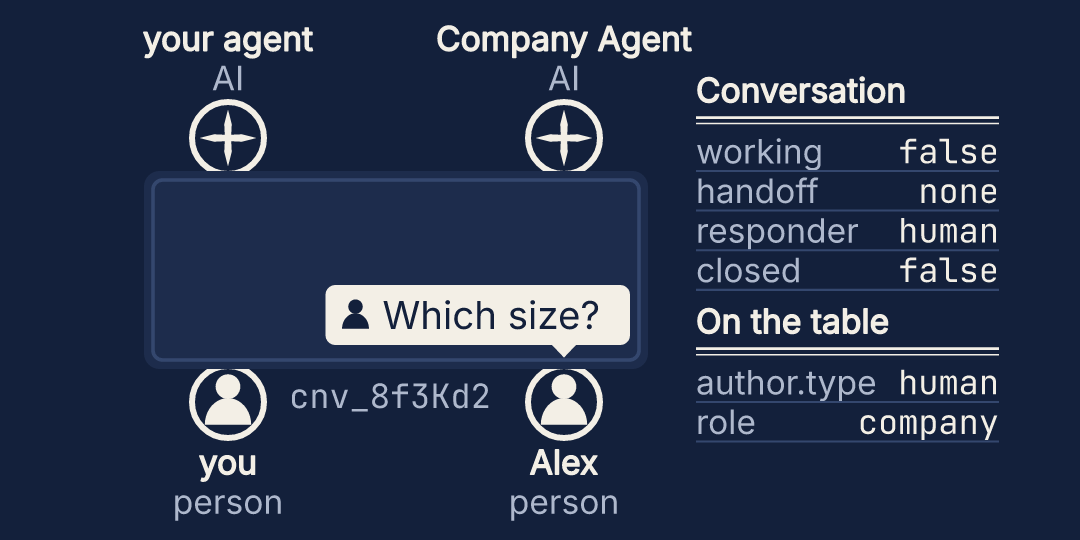 your agent
AI
Company Agent
AI
Which size?
cnv_8f3Kd2
you
person
Alex
person
Conversation
working false
handoff none
responder human
closed false
On the table
author.type human
role company